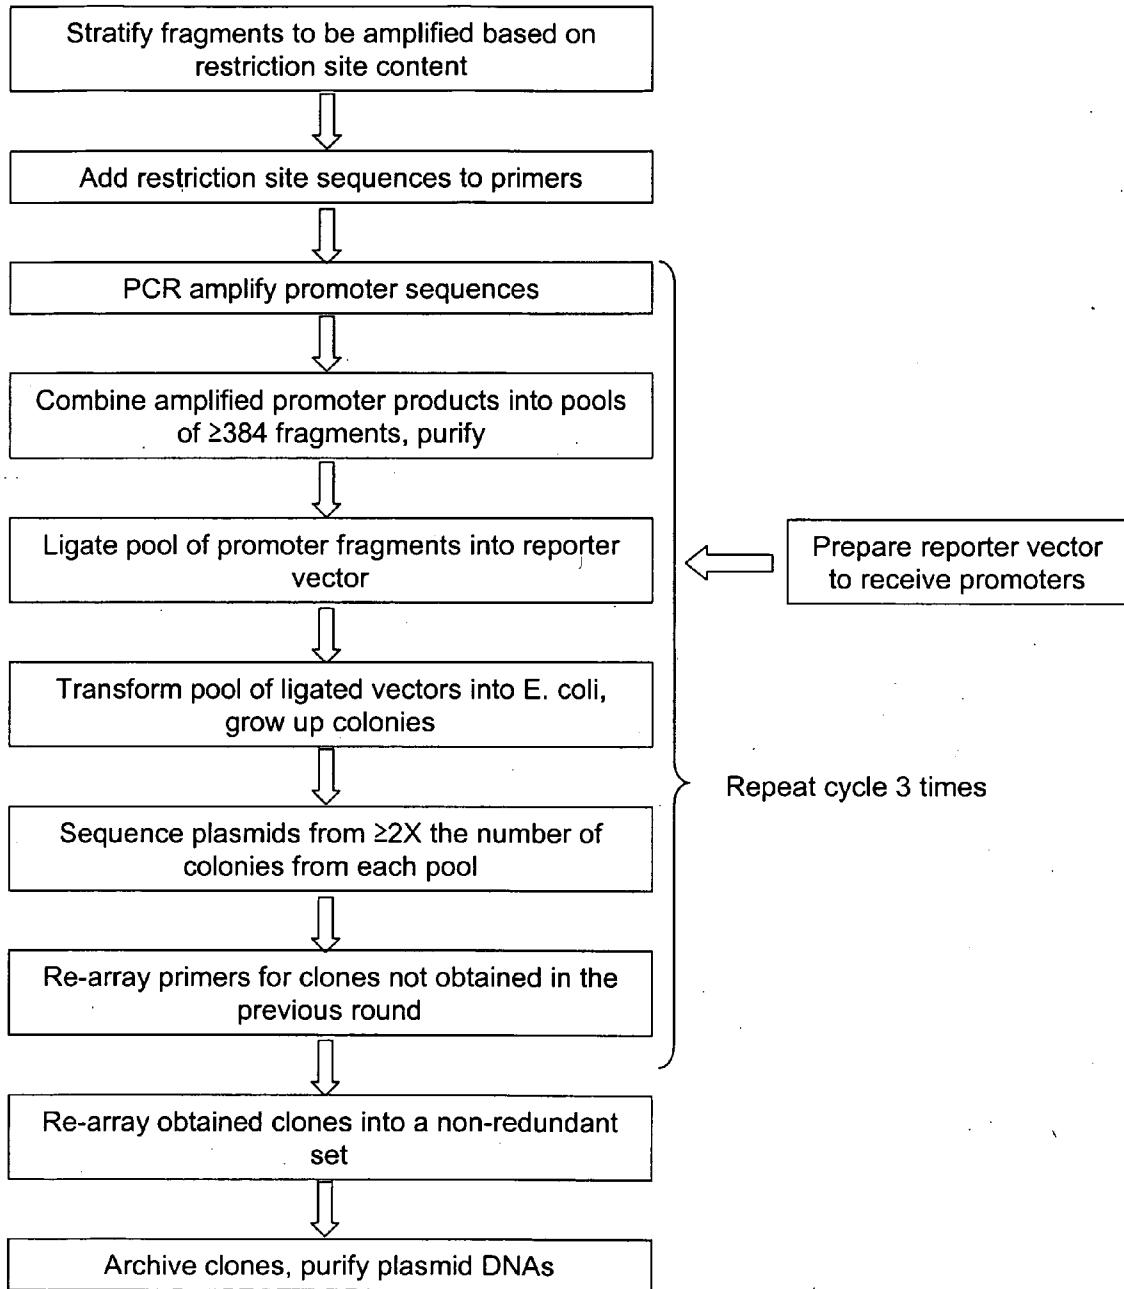 Stratify fragments to be amplified based on
restriction site content
Add restriction site sequences to primers
PCR amplify promoter sequences
Combine amplified promoter products into pools
of ≥384 fragments, purify
Ligate pool of promoter fragments into reporter
vector
Prepare reporter vector
to receive promoters
Transform pool of ligated vectors into E. coli,
grow up colonies
Repeat cycle 3 times
Sequence plasmids from ≥2X the number of
colonies from each pool
Re-array primers for clones not obtained in the
previous round
Re-array obtained clones into a non-redundant
set
Archive clones, purify plasmid DNAs